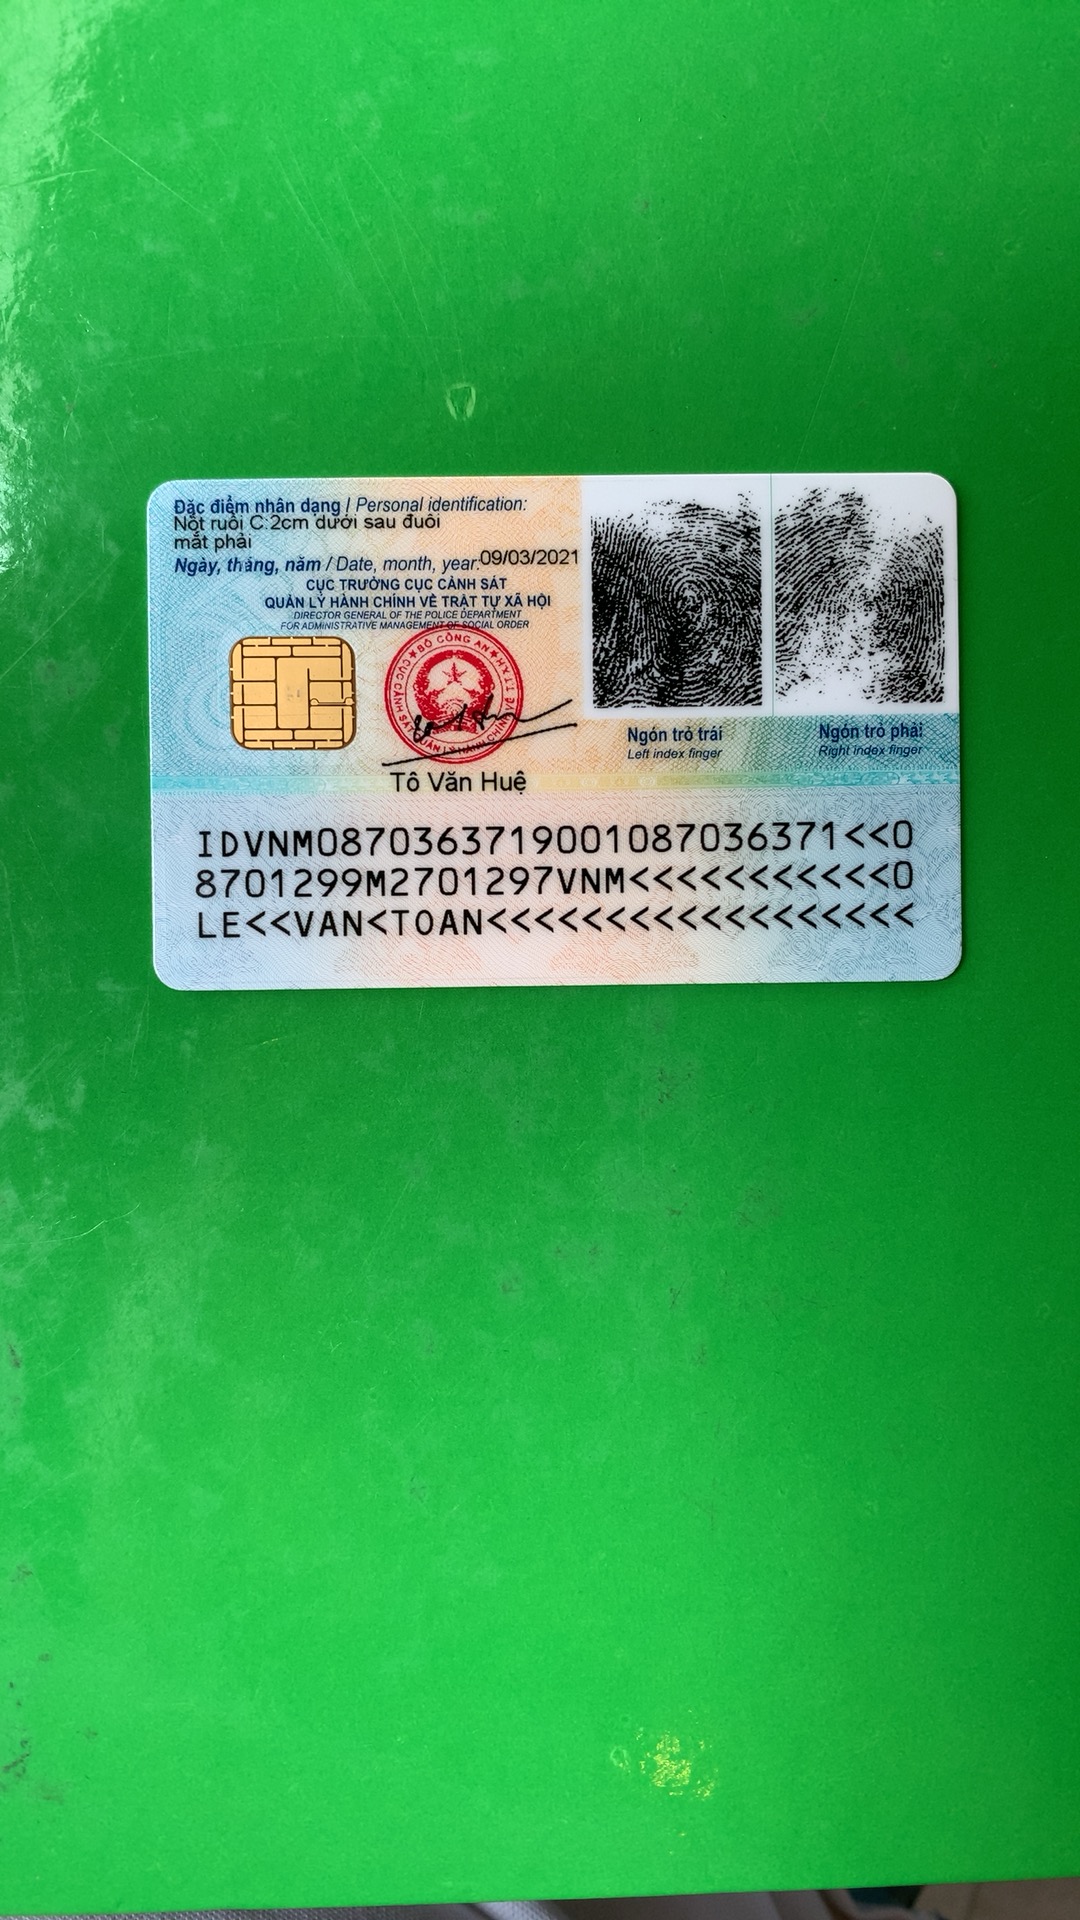 Đặc điểm nhân dạng / Personal identification:
Nốt ruồi C:2cm dưới sau đuôi
mắt phải
Ngày, tháng, năm / Date, month, year:09/03/2021
CỤC TRƯỞNG CỤC CẢNH SÁT
QUẢN LÝ HÀNH CHÍNH VỀ TRẬT TỰ XÃ HỘI
DIRECTOR GENERAL OF THE POLICE DEPARTMENT
FOR ADMINISTRATIVE MANAGEMENT OF SOCIAL ORDER
BỘ CÔNG AN
CỤC CẢNH SÁT QUẢN LÝ HÀNH CHÍNH VỀ TTXH
Tô Văn Huệ
Ngón trỏ trái
Left index finger
Ngón trỏ phải
Right index finger
IDVNM0870363719001087036371<<0
8701299M2701297VNM<<<<<<<<<<<0
LE<<VAN<TOAN<<<<<<<<<<<<<<<<<<